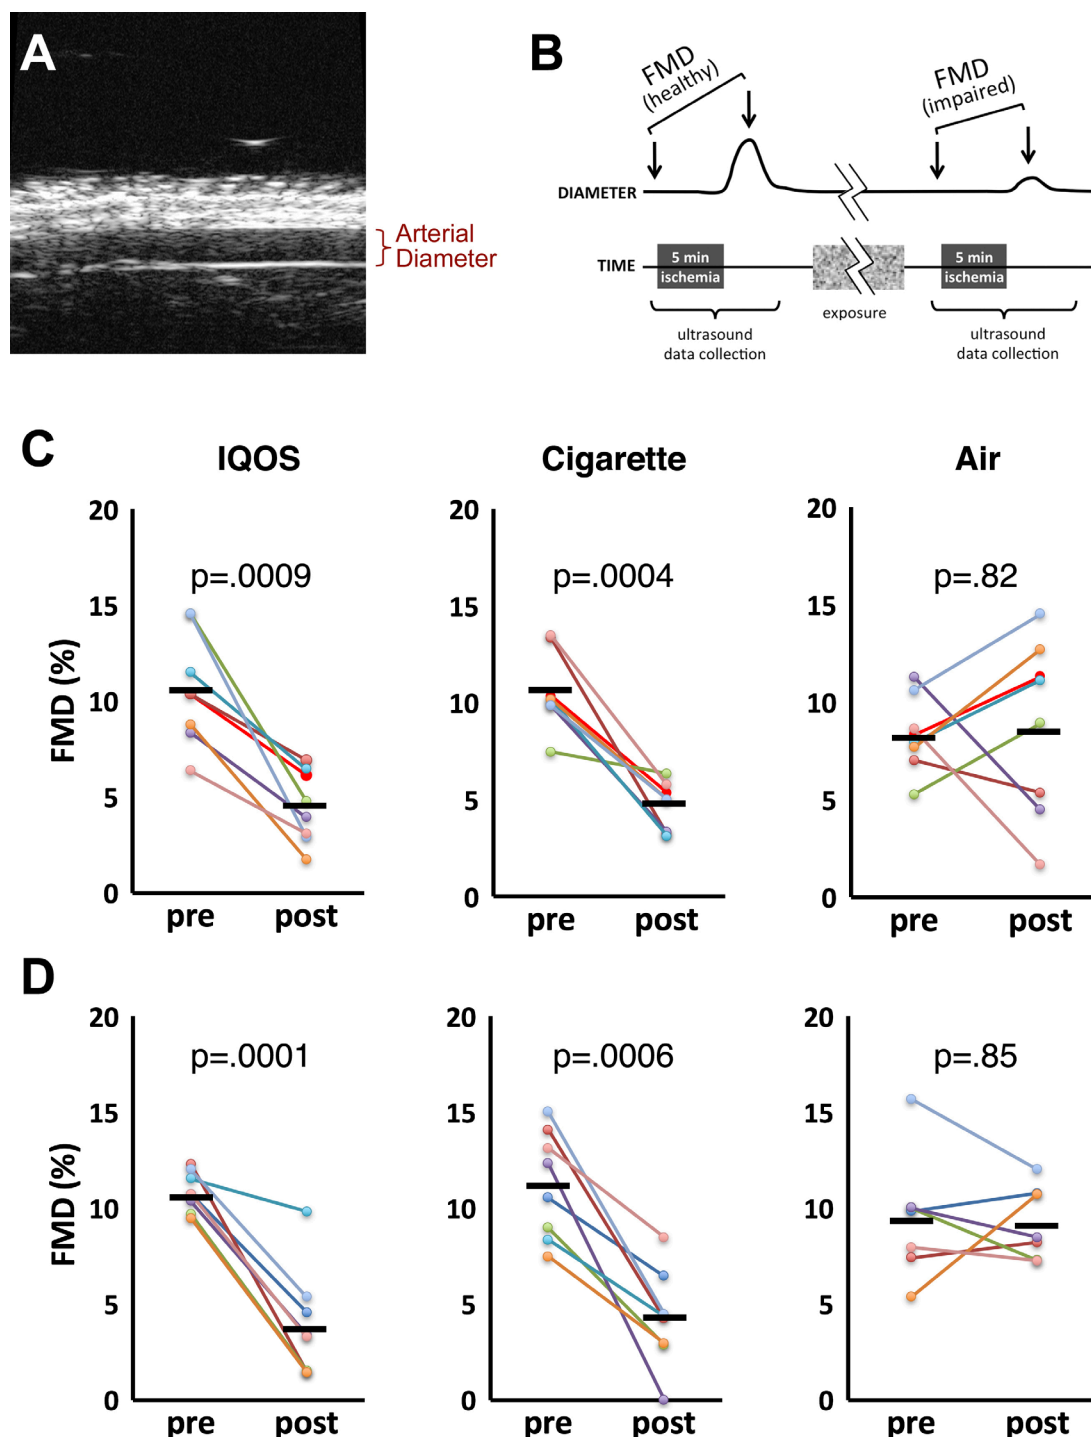 A
Arterial
Diameter
B
FMD
(healthy)
FMD
(impaired)
DIAMETER
TIME
5 min
ischemia
5 min
ischemia
exposure
ultrasound
data collection
ultrasound
data collection
C
IQOS
Cigarette
Air
FMD (%)
20
15
10
5
0
p=.0009
pre
post
20
15
10
5
0
p=.0004
pre
post
20
15
10
5
0
p=.82
pre
post
D
FMD (%)
20
15
10
5
0
p=.0001
pre
post
20
15
10
5
0
p=.0006
pre
post
20
15
10
5
0
p=.85
pre
post